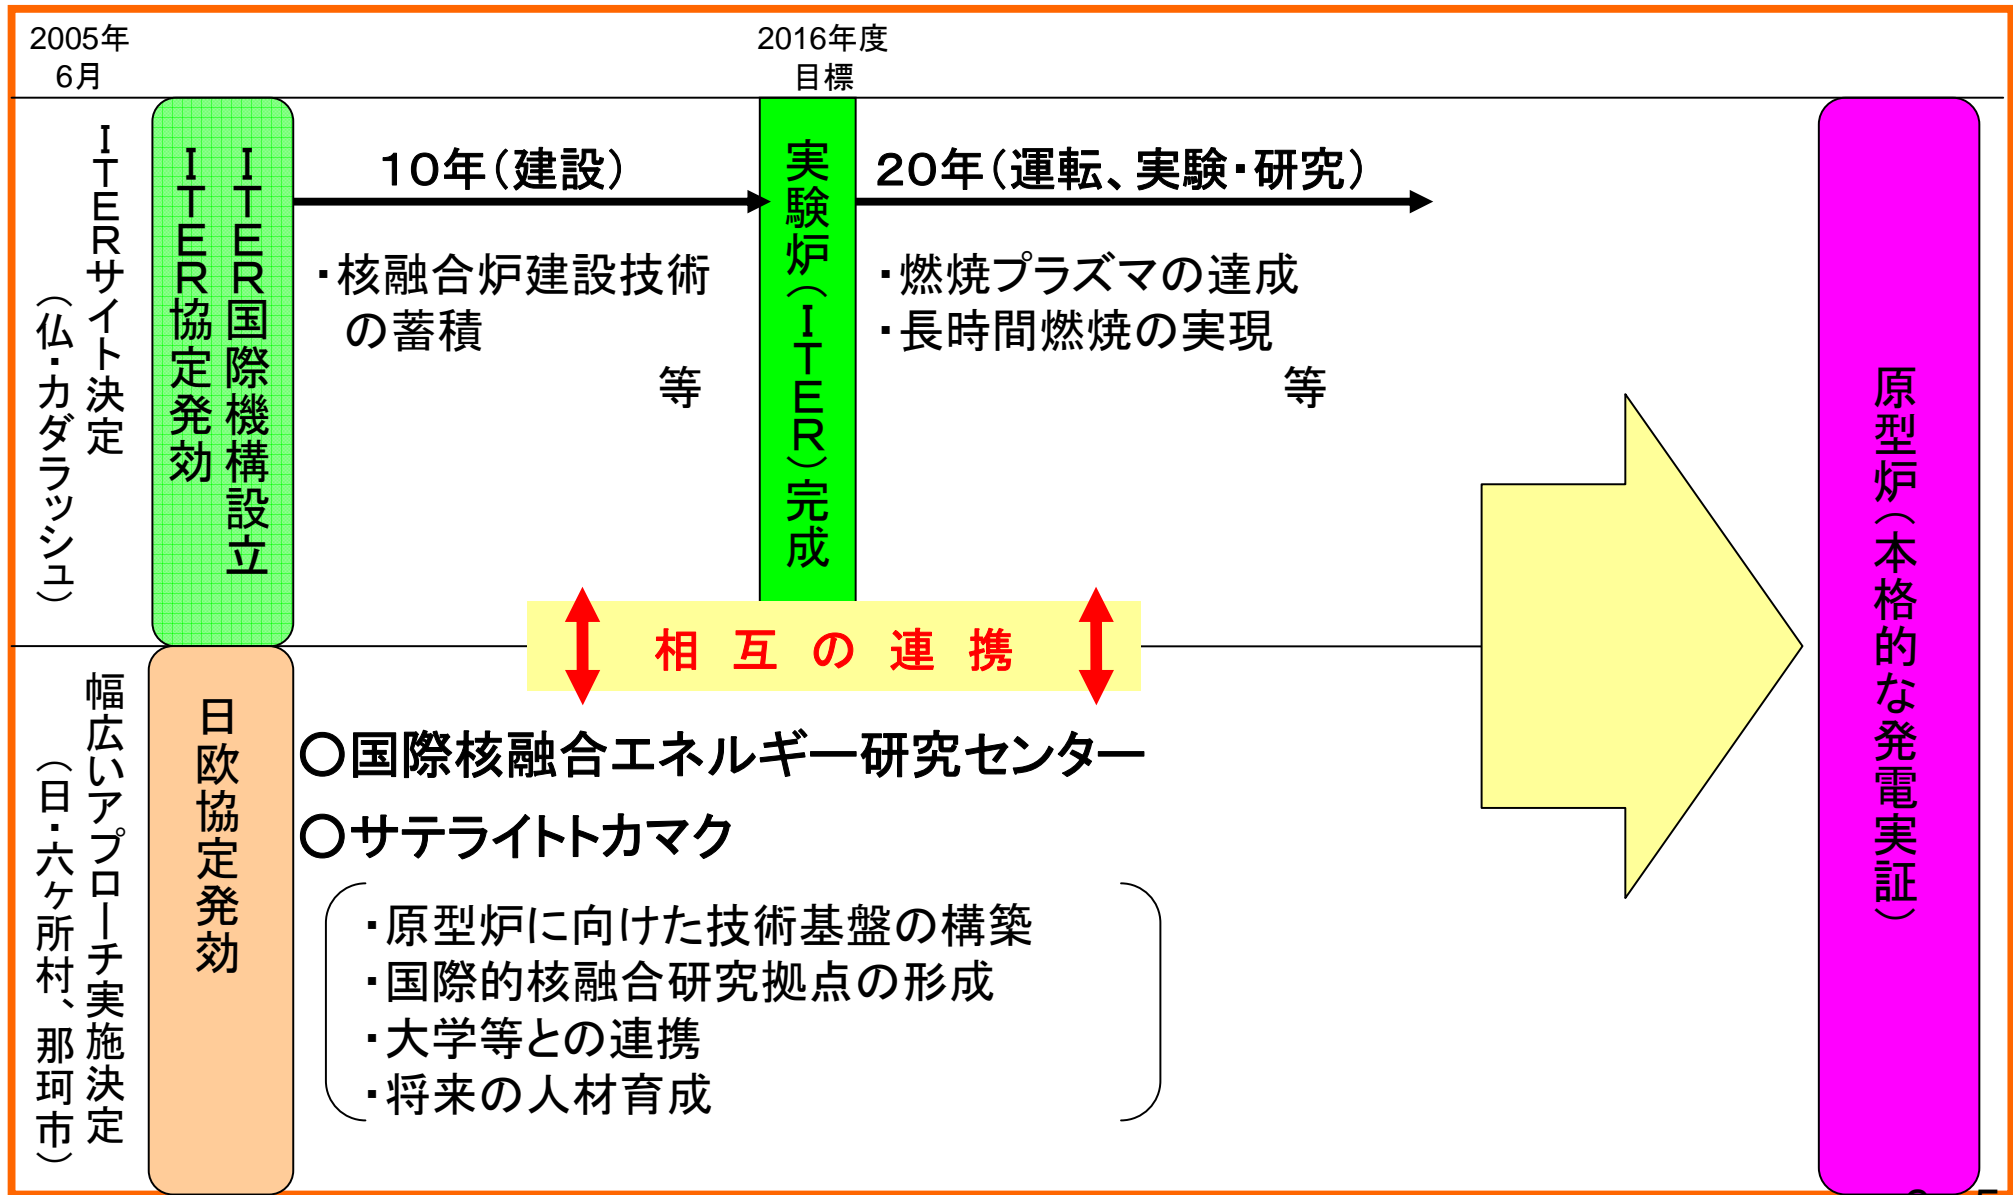 2005年
6月
2016年度
目標
ITERサイト決定
（仏・カダラッシュ）
ITER国際機構設立
ITER協定発効
10年（建設）
・核融合炉建設技術
の蓄積
等
実験炉（ITER）完成
20年（運転、実験・研究）
・燃焼プラズマの達成
・長時間燃焼の実現
等
相互の連携
幅広いアプローチ実施決定
（日・六ヶ所村、那珂市）
日欧協定発効
○国際核融合エネルギー研究センター
○サテライトトカマク
・原型炉に向けた技術基盤の構築
・国際的核融合研究拠点の形成
・大学等との連携
・将来の人材育成
原型炉（本格的な発電実証）